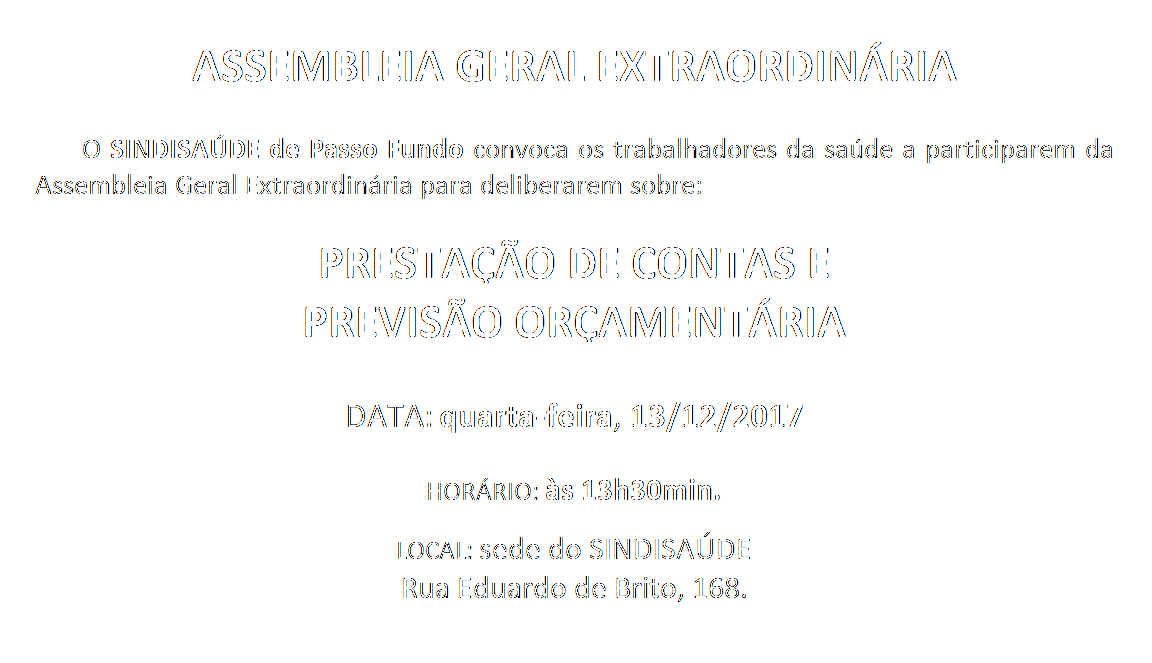 ASSEMBLEIA GERAL EXTRAORDINÁRIA
O SINDISAÚDE de Passo Fundo convoca os trabalhadores da saúde a participarem da
Assembleia Geral Extraordinária para deliberarem sobre:
PRESTAÇÃO DE CONTAS E
PREVISÃO ORÇAMENTÁRIA
DATA: quarta-feira, 13/12/2017
HORÁRIO: às 13h30min.
LOCAL: sede do SINDISAÚDE
Rua Eduardo de Brito, 168.